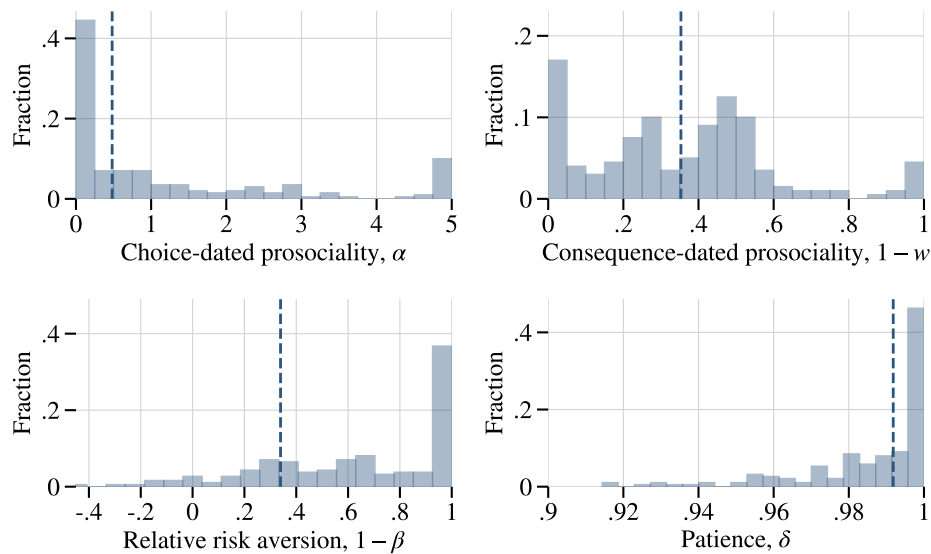 Fraction
.4
.2
0
0 1 2 3 4 5
Choice-dated prosociality, α
Fraction
.2
.1
0
0 .2 .4 .6 .8 1
Consequence-dated prosociality, 1 − w
Fraction
.4
.2
0
-.4 -.2 0 .2 .4 .6 .8 1
Relative risk aversion, 1 − β
Fraction
.4
.2
0
.9 .92 .94 .96 .98 1
Patience, δ